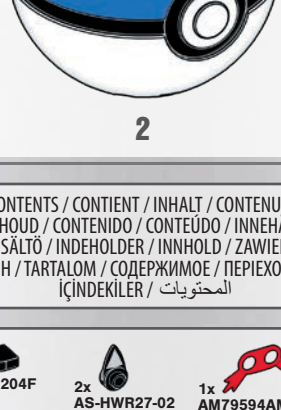 2
ONTENTS / CONTIENT / INHALT / CONTENU
HOUD / CONTENIDO / CONTEÚDO / INNEHÅ
SÄLTÖ / INDEHOLDER / INNHOLD / ZAWIE
H / TARTALOM / СОДЕРЖИМОЕ / ΠΕΡΙΕΧΟ
İÇİNDEKİLER / المحتويات
204F
2x
AS-HWR27-02
1x
AM79594AM